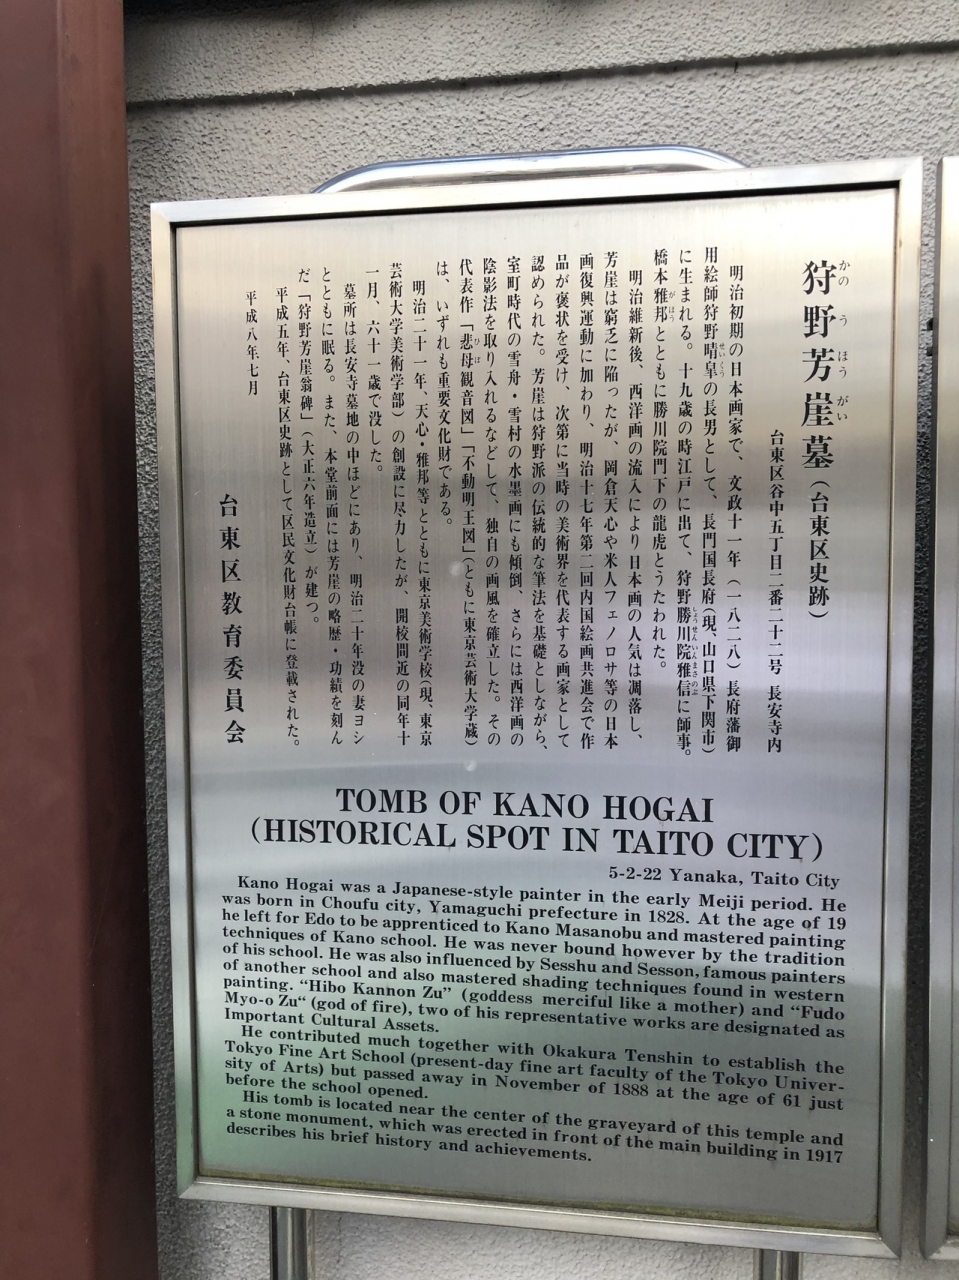 狩野芳崖墓（台東区史跡）
かの う ほう がい
台東区谷中五丁目二番二十二号 長安寺内
明治初期の日本画家で、文政十一年（一八二八）長府藩御
用絵師狩野晴皐の長男として、長門国長府（現、山口県下関市）
せいこう
に生まれる。十九歳の時江戸に出て、狩野勝川院雅信に師事。
しょうせんいんまさのぶ
橋本雅邦とともに勝川院門下の龍虎とうたわれた。
がほう
明治維新後、西洋画の流入により日本画の人気は凋落し、
芳崖は窮乏に陥ったが、岡倉天心や米人フェノロサ等の日本
画復興運動に加わり、明治十七年第二回内国絵画共進会で作
品が褒状を受け、次第に当時の美術界を代表する画家として
認められた。芳崖は狩野派の伝統的な筆法を基礎としながら、
室町時代の雪舟・雪村の水墨画にも傾倒、さらには西洋画の
陰影法を取り入れるなどして、独自の画風を確立した。その
代表作「悲母観音図」「不動明王図」（ともに東京芸術大学蔵）
ひぼ
は、いずれも重要文化財である。
明治二十一年、天心・雅邦等とともに東京美術学校（現、東京
芸術大学美術学部）の創設に尽力したが、開校間近の同年十
一月、六十一歳で没した。
墓所は長安寺墓地の中ほどにあり、明治二十年没の妻ヨシ
とともに眠る。また、本堂前面には芳崖の略歴・功績を刻ん
だ「狩野芳崖翁碑」（大正六年造立）が建つ。
平成五年、台東区史跡として区民文化財台帳に登載された。
平成八年七月
台東区教育委員会
TOMB OF KANO HOGAI
(HISTORICAL SPOT IN TAITO CITY)
5-2-22 Yanaka, Taito City
Kano Hogai was a Japanese-style painter in the early Meiji period. He
was born in Choufu city, Yamaguchi prefecture in 1828. At the age of 19
he left for Edo to be apprenticed to Kano Masanobu and mastered painting
techniques of Kano school. He was never bound however by the tradition
of his school. He was also influenced by Sesshu and Sesson, famous painters
of another school and also mastered shading techniques found in western
painting. “Hibo Kannon Zu” (goddess merciful like a mother) and “Fudo
Myo-o Zu“ (god of fire), two of his representative works are designated as
Important Cultural Assets.
He contributed much together with Okakura Tenshin to establish the
Tokyo Fine Art School (present-day fine art faculty of the Tokyo Univer-
sity of Arts) but passed away in November of 1888 at the age of 61 just
before the school opened.
His tomb is located near the center of the graveyard of this temple and
a stone monument, which was erected in front of the main building in 1917
describes his brief history and achievements.